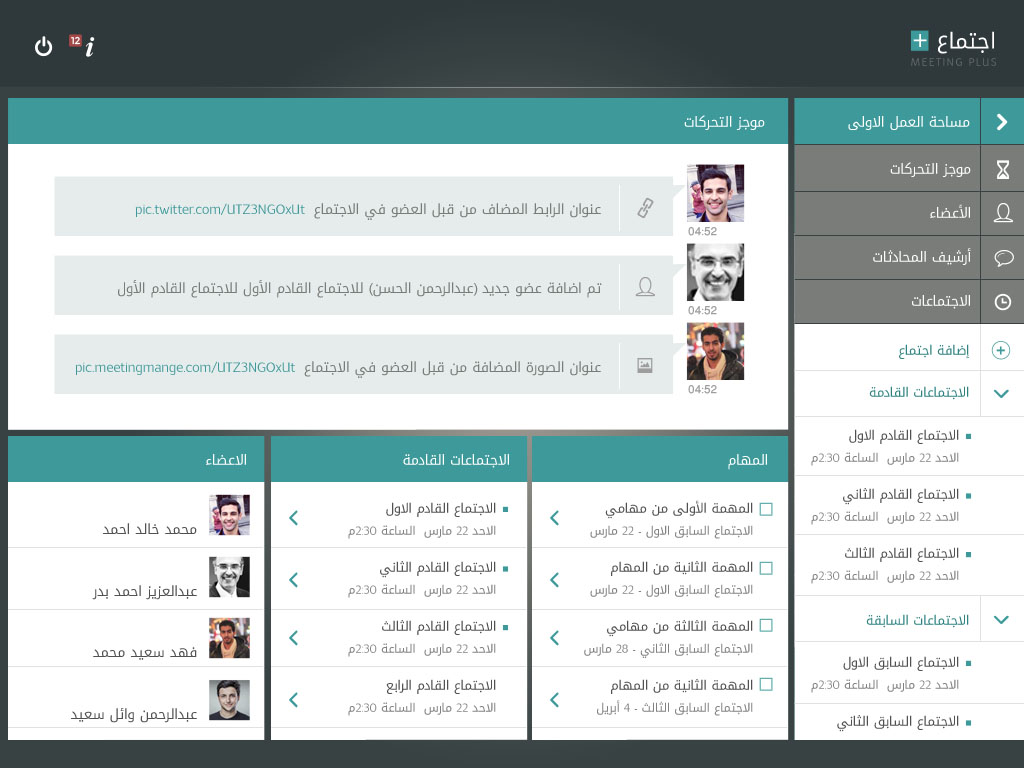 اجتماع +
MEETING PLUS
12
i
مساحة العمل الاولى
موجز التحركات
الأعضاء
أرشيف المحادثات
الاجتماعات
إضافة اجتماع
الاجتماعات القادمة
الاجتماع القادم الاول
الاحد 22 مارس الساعة 2:30م
الاجتماع القادم الثاني
الاحد 22 مارس الساعة 2:30م
الاجتماع القادم الثالث
الاحد 22 مارس الساعة 2:30م
الاجتماعات السابقة
الاجتماع السابق الاول
الاحد 22 مارس الساعة 2:30م
الاجتماع السابق الثاني
موجز التحركات
عنوان الرابط المضاف من قبل العضو في الاجتماع pic.twitter.com/UTZ3NGOxUt
04:52
تم اضافة عضو جديد (عبدالرحمن الحسن) للاجتماع القادم الأول للاجتماع القادم الأول
04:52
عنوان الصورة المضافة من قبل العضو في الاجتماع pic.meetingmange.com/UTZ3NGOxUt
04:52
المهام
المهمة الأولى من مهامي
الاجتماع السابق الاول - 22 مارس
المهمة الثانية من المهام
الاجتماع السابق الاول - 22 مارس
المهمة الثالثة من مهامي
الاجتماع السابق الثاني - 28 مارس
المهمة الثانية من المهام
الاجتماع السابق الثالث - 4 أبريل
الاجتماعات القادمة
الاجتماع القادم الاول
الاحد 22 مارس الساعة 2:30م
الاجتماع القادم الثاني
الاحد 22 مارس الساعة 2:30م
الاجتماع القادم الثالث
الاحد 22 مارس الساعة 2:30م
الاجتماع القادم الرابع
الاحد 22 مارس الساعة 2:30م
الاعضاء
محمد خالد احمد
عبدالعزيز احمد بدر
فهد سعيد محمد
عبدالرحمن وائل سعيد